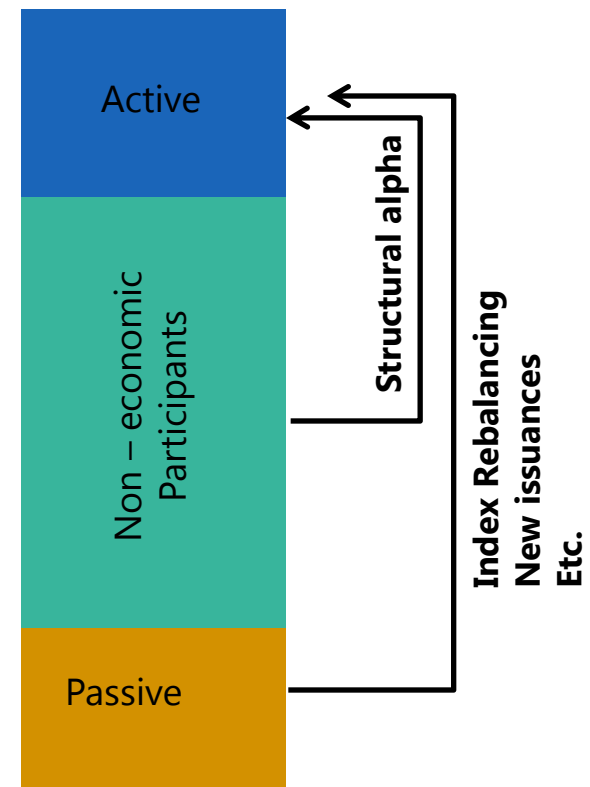 Active
Non – economic
Participants
Passive
Structural alpha
Index Rebalancing
New issuances
Etc.